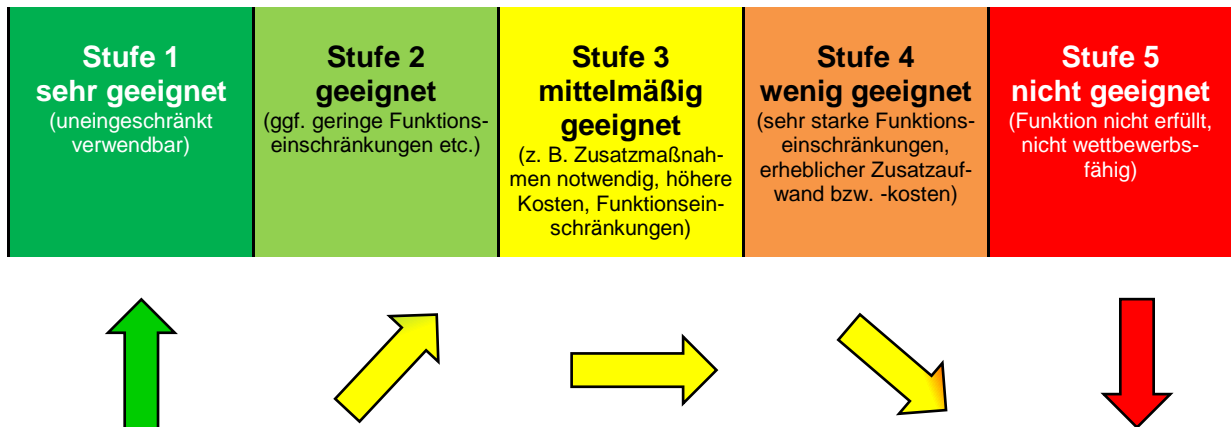 Stufe 1
sehr geeignet
(uneingeschränkt
verwendbar)
Stufe 2
geeignet
(ggf. geringe Funktions-
einschränkungen etc.)
Stufe 3
mittelmäßig
geeignet
(z. B. Zusatzmaßnah-
men notwendig, höhere
Kosten, Funktionsein-
schränkungen)
Stufe 4
wenig geeignet
(sehr starke Funktions-
einschränkungen,
erheblicher Zusatzauf-
wand bzw. -kosten)
Stufe 5
nicht geeignet
(Funktion nicht erfüllt,
nicht wettbewerbs-
fähig)